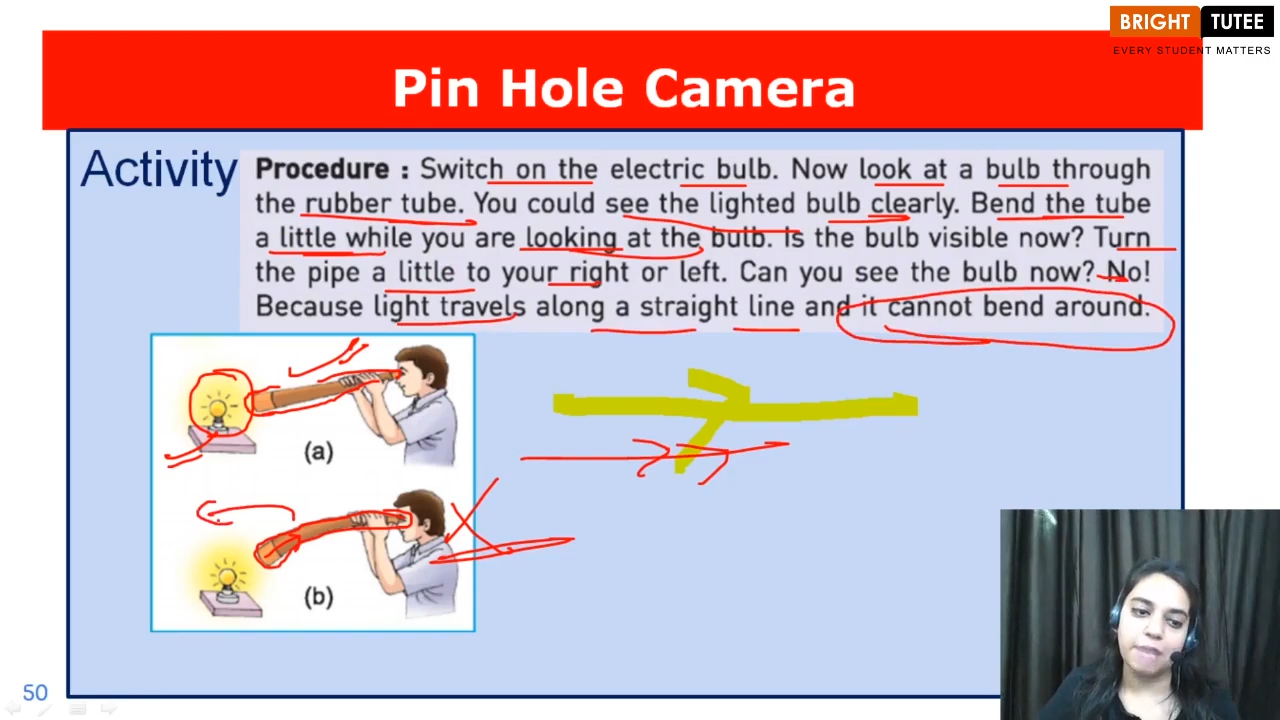 BRIGHT TUTEE
EVERY STUDENT MATTERS
Pin Hole Camera
Activity
Procedure : Switch on the electric bulb. Now look at a bulb through
the rubber tube. You could see the lighted bulb clearly. Bend the tube
a little while you are looking at the bulb. Is the bulb visible now? Turn
the pipe a little to your right or left. Can you see the bulb now? No!
Because light travels along a straight line and it cannot bend around.
(a)
(b)
50